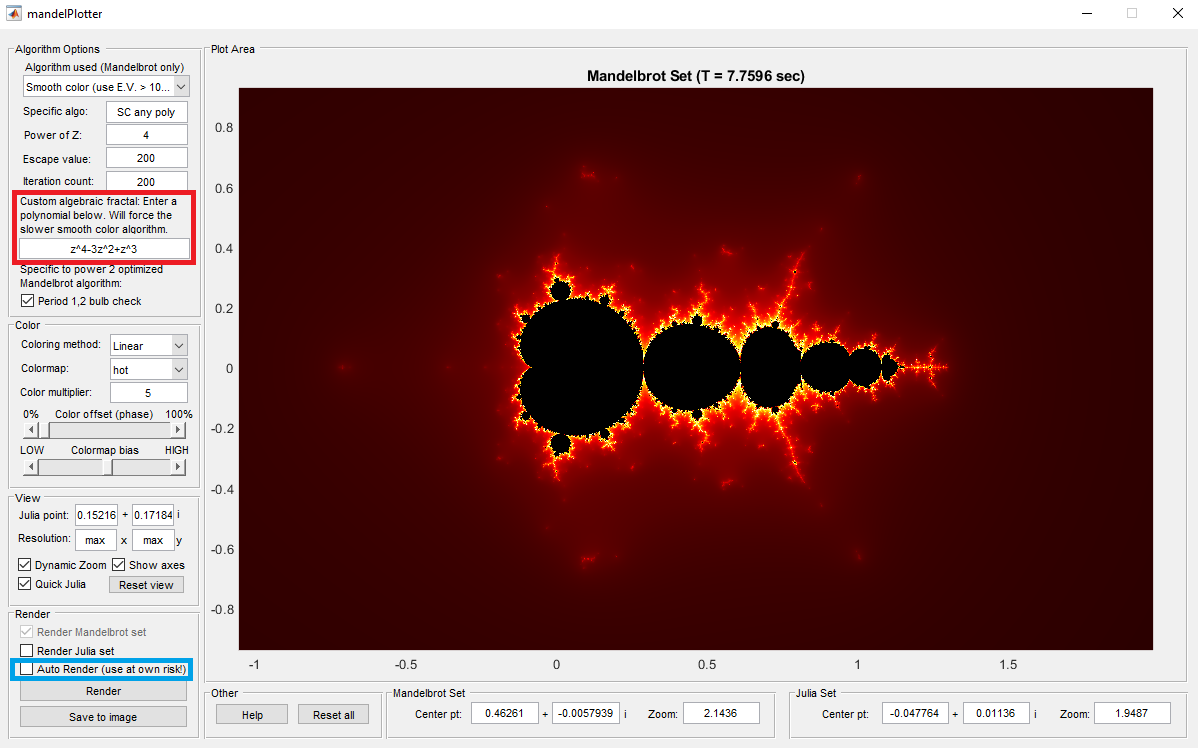 mandelPlotter
Algorithm Options
Algorithm used (Mandelbrot only)
Smooth color (use E.V. > 10...
Specific algo: SC any poly
Power of Z: 4
Escape value: 200
Iteration count: 200
Custom algebraic fractal: Enter a
polynomial below. Will force the
slower smooth color algorithm.
z^4-3z^2+z^3
Specific to power 2 optimized
Mandelbrot algorithm:
Period 1,2 bulb check
Color
Coloring method: Linear
Colormap: hot
Color multiplier: 5
0% Color offset (phase) 100%
LOW Colormap bias HIGH
View
Julia point: 0.15216 + 0.17184 i
Resolution: max x max y
Dynamic Zoom Show axes
Quick Julia Reset view
Render
Render Mandelbrot set
Render Julia set
Auto Render (use at own risk!)
Render
Save to image
Plot Area
Mandelbrot Set (T = 7.7596 sec)
0.8
0.6
0.4
0.2
0
-0.2
-0.4
-0.6
-0.8
-1 -0.5 0 0.5 1 1.5
Other
Help Reset all
Mandelbrot Set
Center pt: 0.46261 + -0.0057939 i Zoom: 2.1436
Julia Set
Center pt: -0.047764 + 0.01136 i Zoom: 1.9487